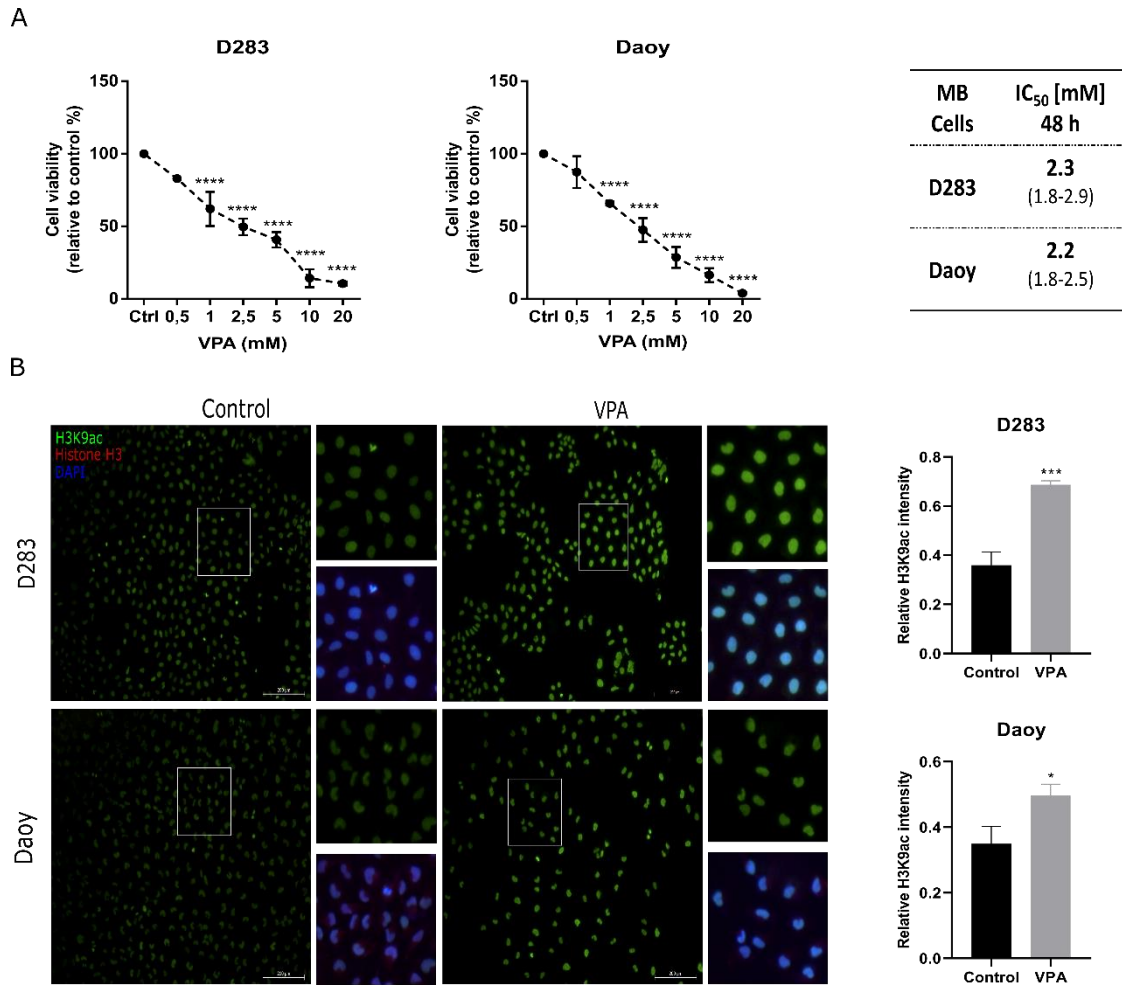 A
D283
Cell viability
(relative to control %)
150
100
50
0
****
****
****
****
****
Ctrl 0,5 1 2,5 5 10 20
VPA (mM)
Daoy
Cell viability
(relative to control %)
150
100
50
0
****
****
****
****
****
Ctrl 0,5 1 2,5 5 10 20
VPA (mM)
MB Cells
IC50 [mM] 48 h
D283
2.3
(1.8-2.9)
Daoy
2.2
(1.8-2.5)
B
Control
VPA
H3K9ac
Histone H3
DAPI
D283
Daoy
200 µm
D283
Relative H3K9ac intensity
0.8
0.6
0.4
0.2
0.0
***
Control VPA
Daoy
Relative H3K9ac intensity
0.6
0.4
0.2
0.0
*
Control VPA